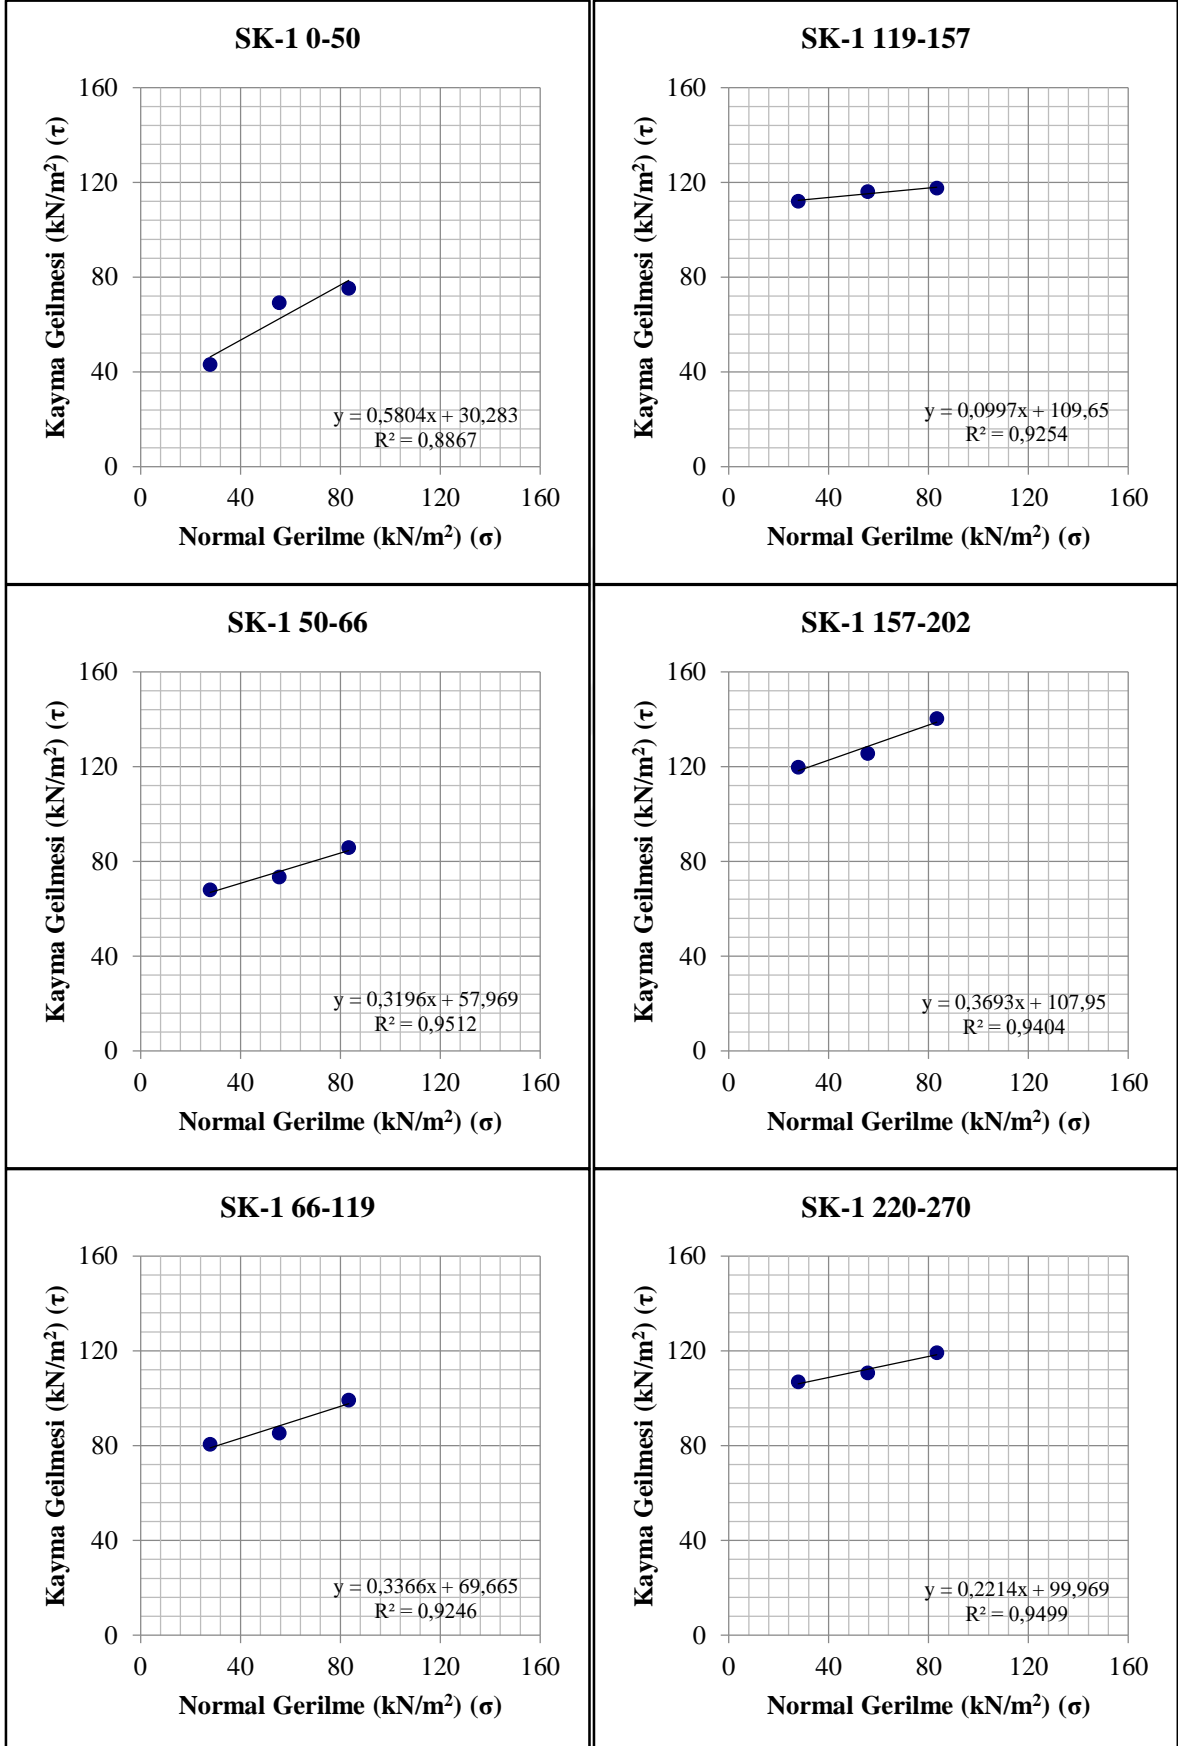 SK-1 0-50
160
120
80
40
0
0 40 80 120 160
Kayma Geilmesi (kN/m²) (τ)
y = 0,5804x + 30,283
R² = 0,8867
Normal Gerilme (kN/m²) (σ)
SK-1 119-157
160
120
80
40
0
0 40 80 120 160
Kayma Geilmesi (kN/m²) (τ)
y = 0,0997x + 109,65
R² = 0,9254
Normal Gerilme (kN/m²) (σ)
SK-1 50-66
160
120
80
40
0
0 40 80 120 160
Kayma Geilmesi (kN/m²) (τ)
y = 0,3196x + 57,969
R² = 0,9512
Normal Gerilme (kN/m²) (σ)
SK-1 157-202
160
120
80
40
0
0 40 80 120 160
Kayma Geilmesi (kN/m²) (τ)
y = 0,3693x + 107,95
R² = 0,9404
Normal Gerilme (kN/m²) (σ)
SK-1 66-119
160
120
80
40
0
0 40 80 120 160
Kayma Geilmesi (kN/m²) (τ)
y = 0,3366x + 69,665
R² = 0,9246
Normal Gerilme (kN/m²) (σ)
SK-1 220-270
160
120
80
40
0
0 40 80 120 160
Kayma Geilmesi (kN/m²) (τ)
y = 0,2214x + 99,969
R² = 0,9499
Normal Gerilme (kN/m²) (σ)